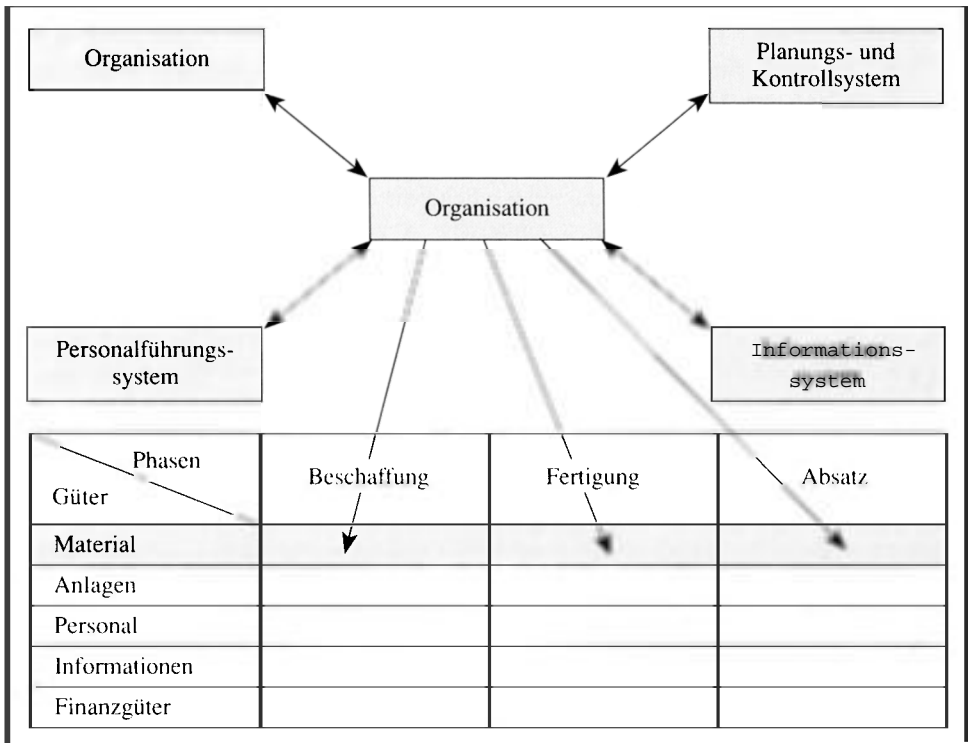 Organisation
Planungs- und
Kontrollsystem
Organisation
Personalführungs-
system
Informations-
system
Phasen
Güter
Beschaffung
Fertigung
Absatz
Material
Anlagen
Personal
Informationen
Finanzgüter